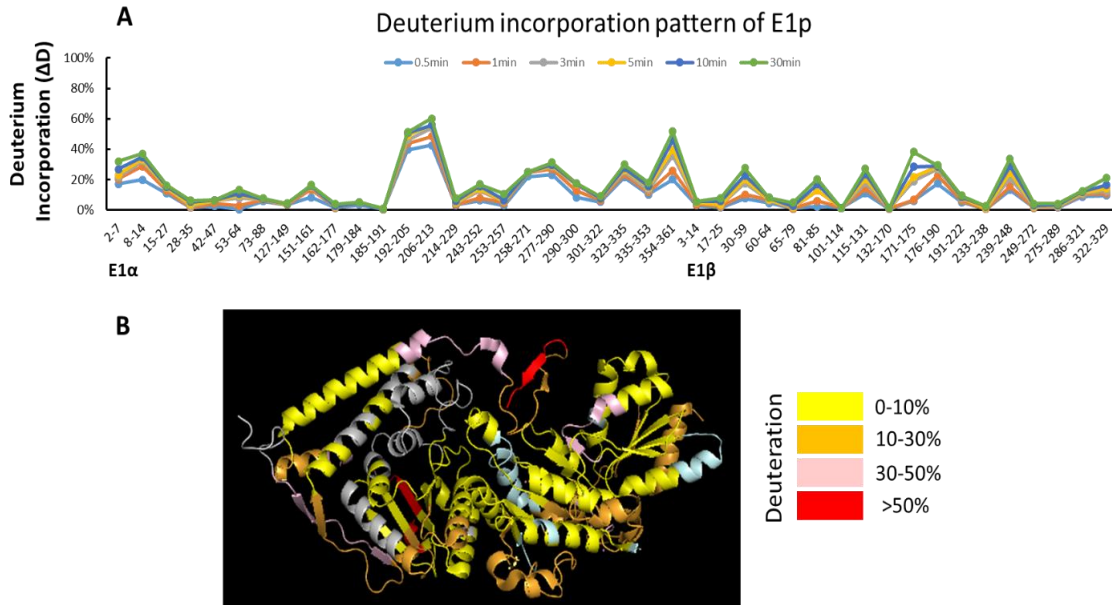 A
Deuterium incorporation pattern of E1p
Deuterium
Incorporation (ΔD)
100%
80%
60%
40%
20%
0%
0.5min 1min 3min 5min 10min 30min
2-7 8-14 15-27 28-35 42-47 53-64 73-88 127-149 151-161 162-177 179-184 185-191 192-205 206-213 214-229 243-252 253-257 258-271 277-290 290-300 301-322 323-335 335-353 354-361 3-14 17-25 30-59 60-64 65-79 81-85 101-114 115-131 132-170 171-175 176-190 191-222 233-238 239-248 249-272 275-289 286-321 322-329
E1α E1β
B
Deuteration
0-10%
10-30%
30-50%
>50%